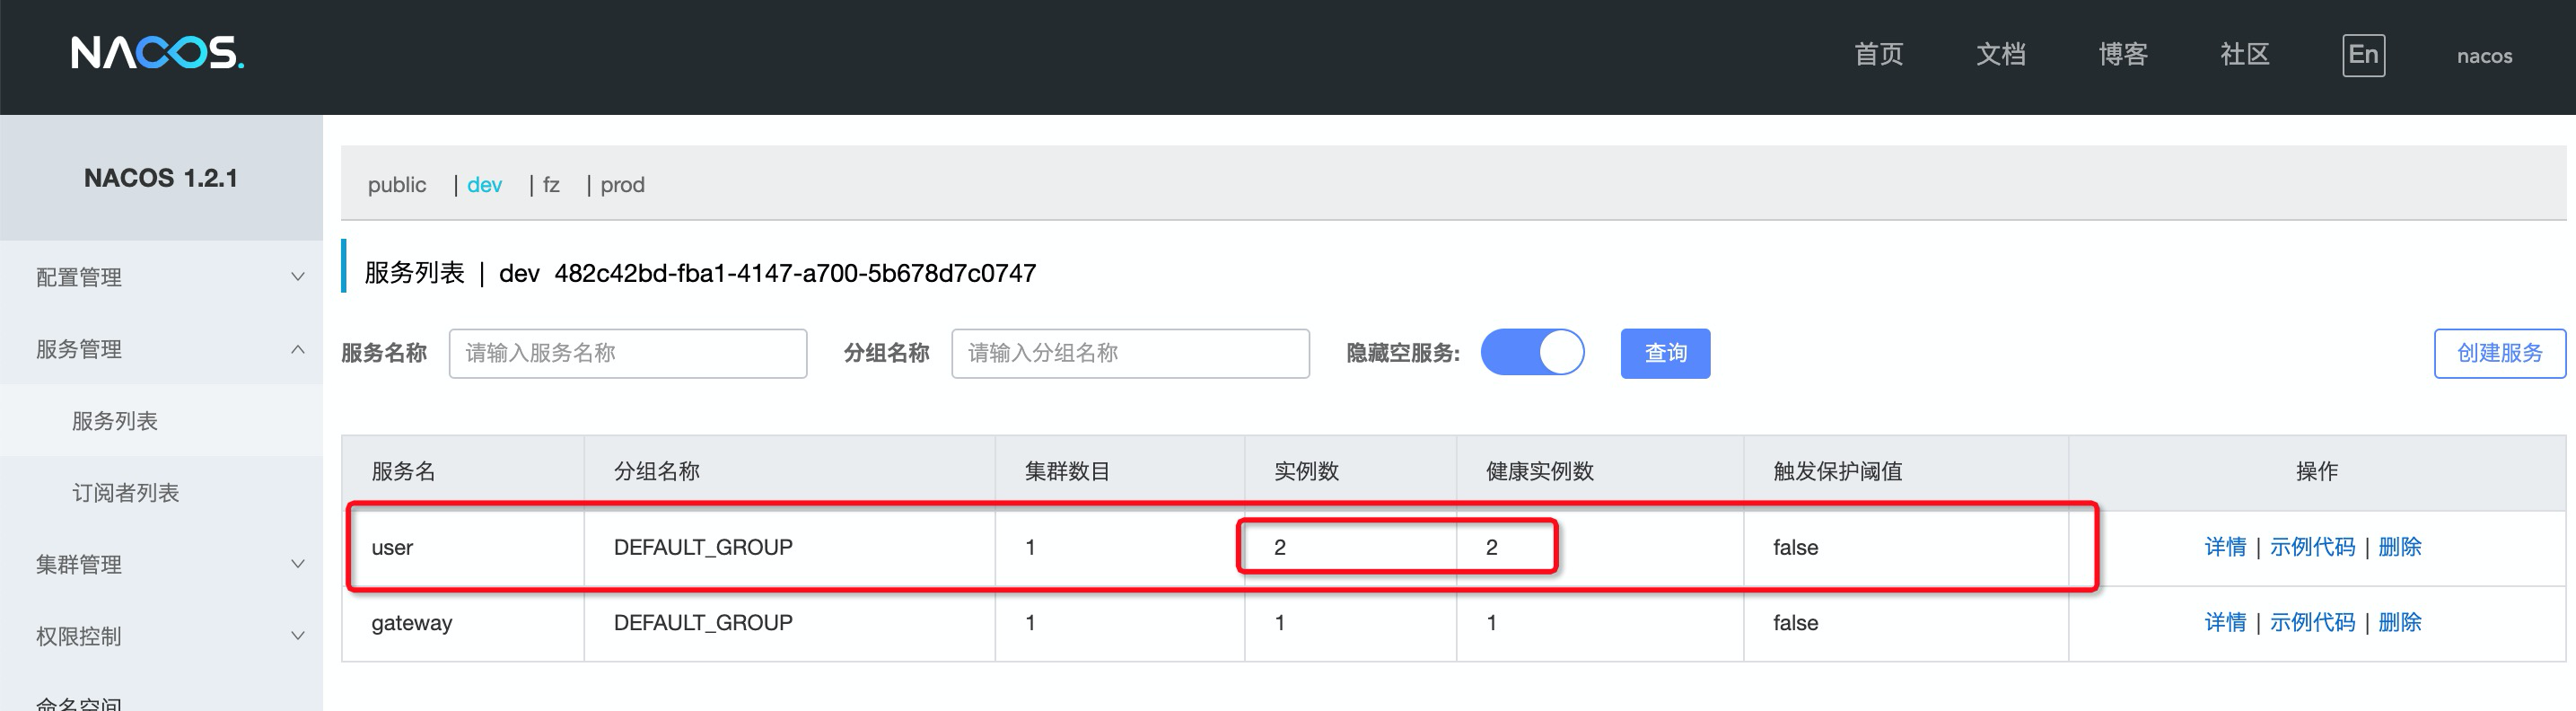 NACOS.
首页 文档 博客 社区 En nacos
NACOS 1.2.1
配置管理
服务管理
服务列表
订阅者列表
集群管理
权限控制
命名空间
public | dev | fz | prod
服务列表 | dev 482c42bd-fba1-4147-a700-5b678d7c0747
服务名称 请输入服务名称 分组名称 请输入分组名称 隐藏空服务: 查询 创建服务
服务名 分组名称 集群数目 实例数 健康实例数 触发保护阈值 操作
user DEFAULT_GROUP 1 2 2 false 详情 | 示例代码 | 删除
gateway DEFAULT_GROUP 1 1 1 false 详情 | 示例代码 | 删除